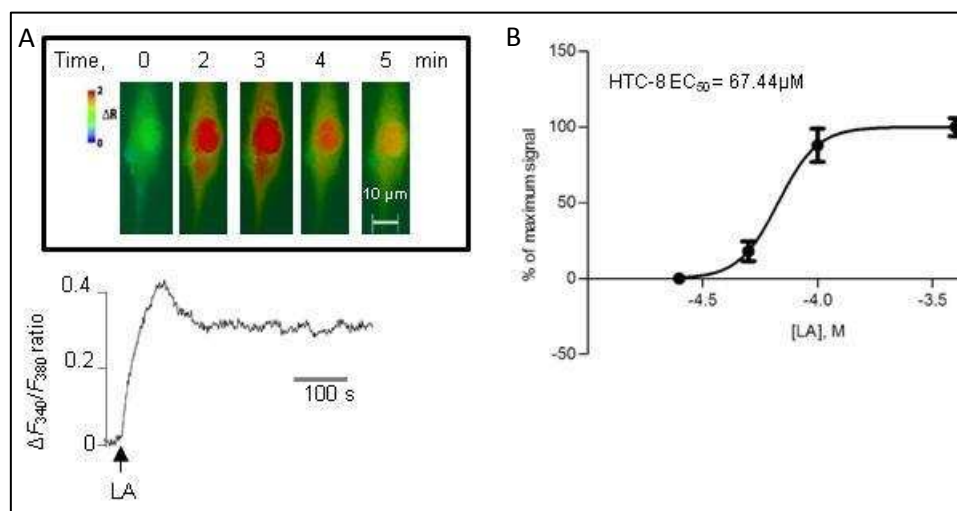 A
Time, 0 2 3 4 5 min
2
ΔR
0
10 µm
0.4
0.2
0
ΔF340/F380 ratio
100 s
LA
B
150
100
50
0
-50
% of maximum signal
HTC-8 EC50 = 67.44µM
-4.5 -4.0 -3.5
[LA], M